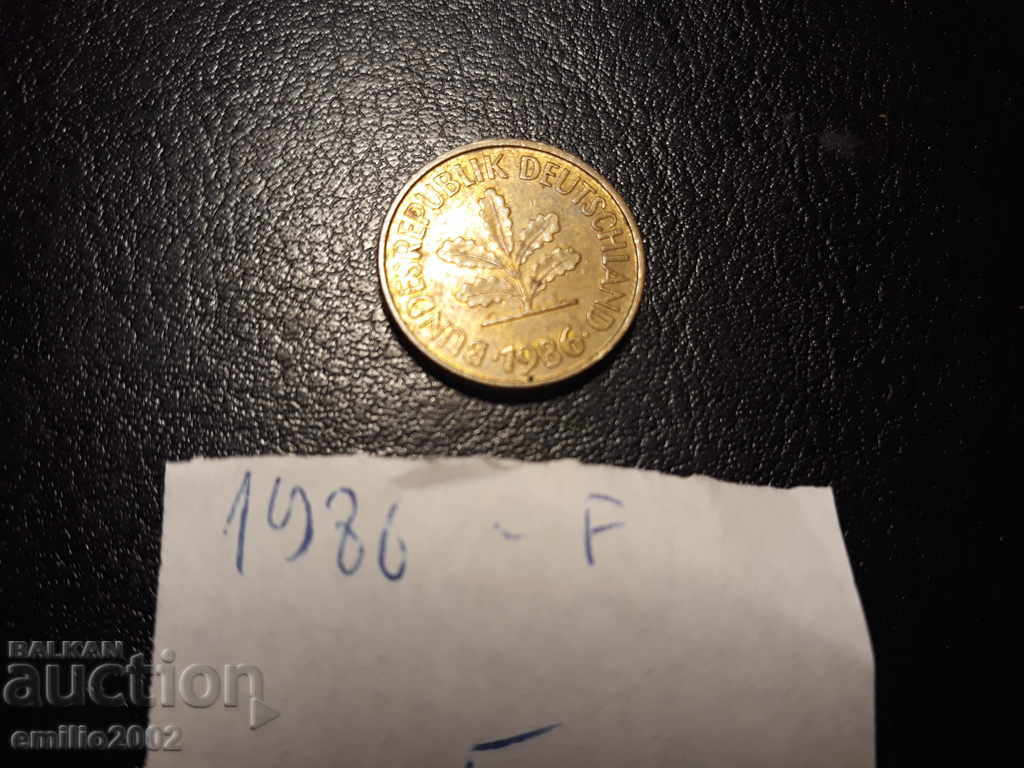 BUNDESREPUBLIK DEUTSCHLAND
· 1986 ·
1986 - F
BALKAN
auction
emilio2002